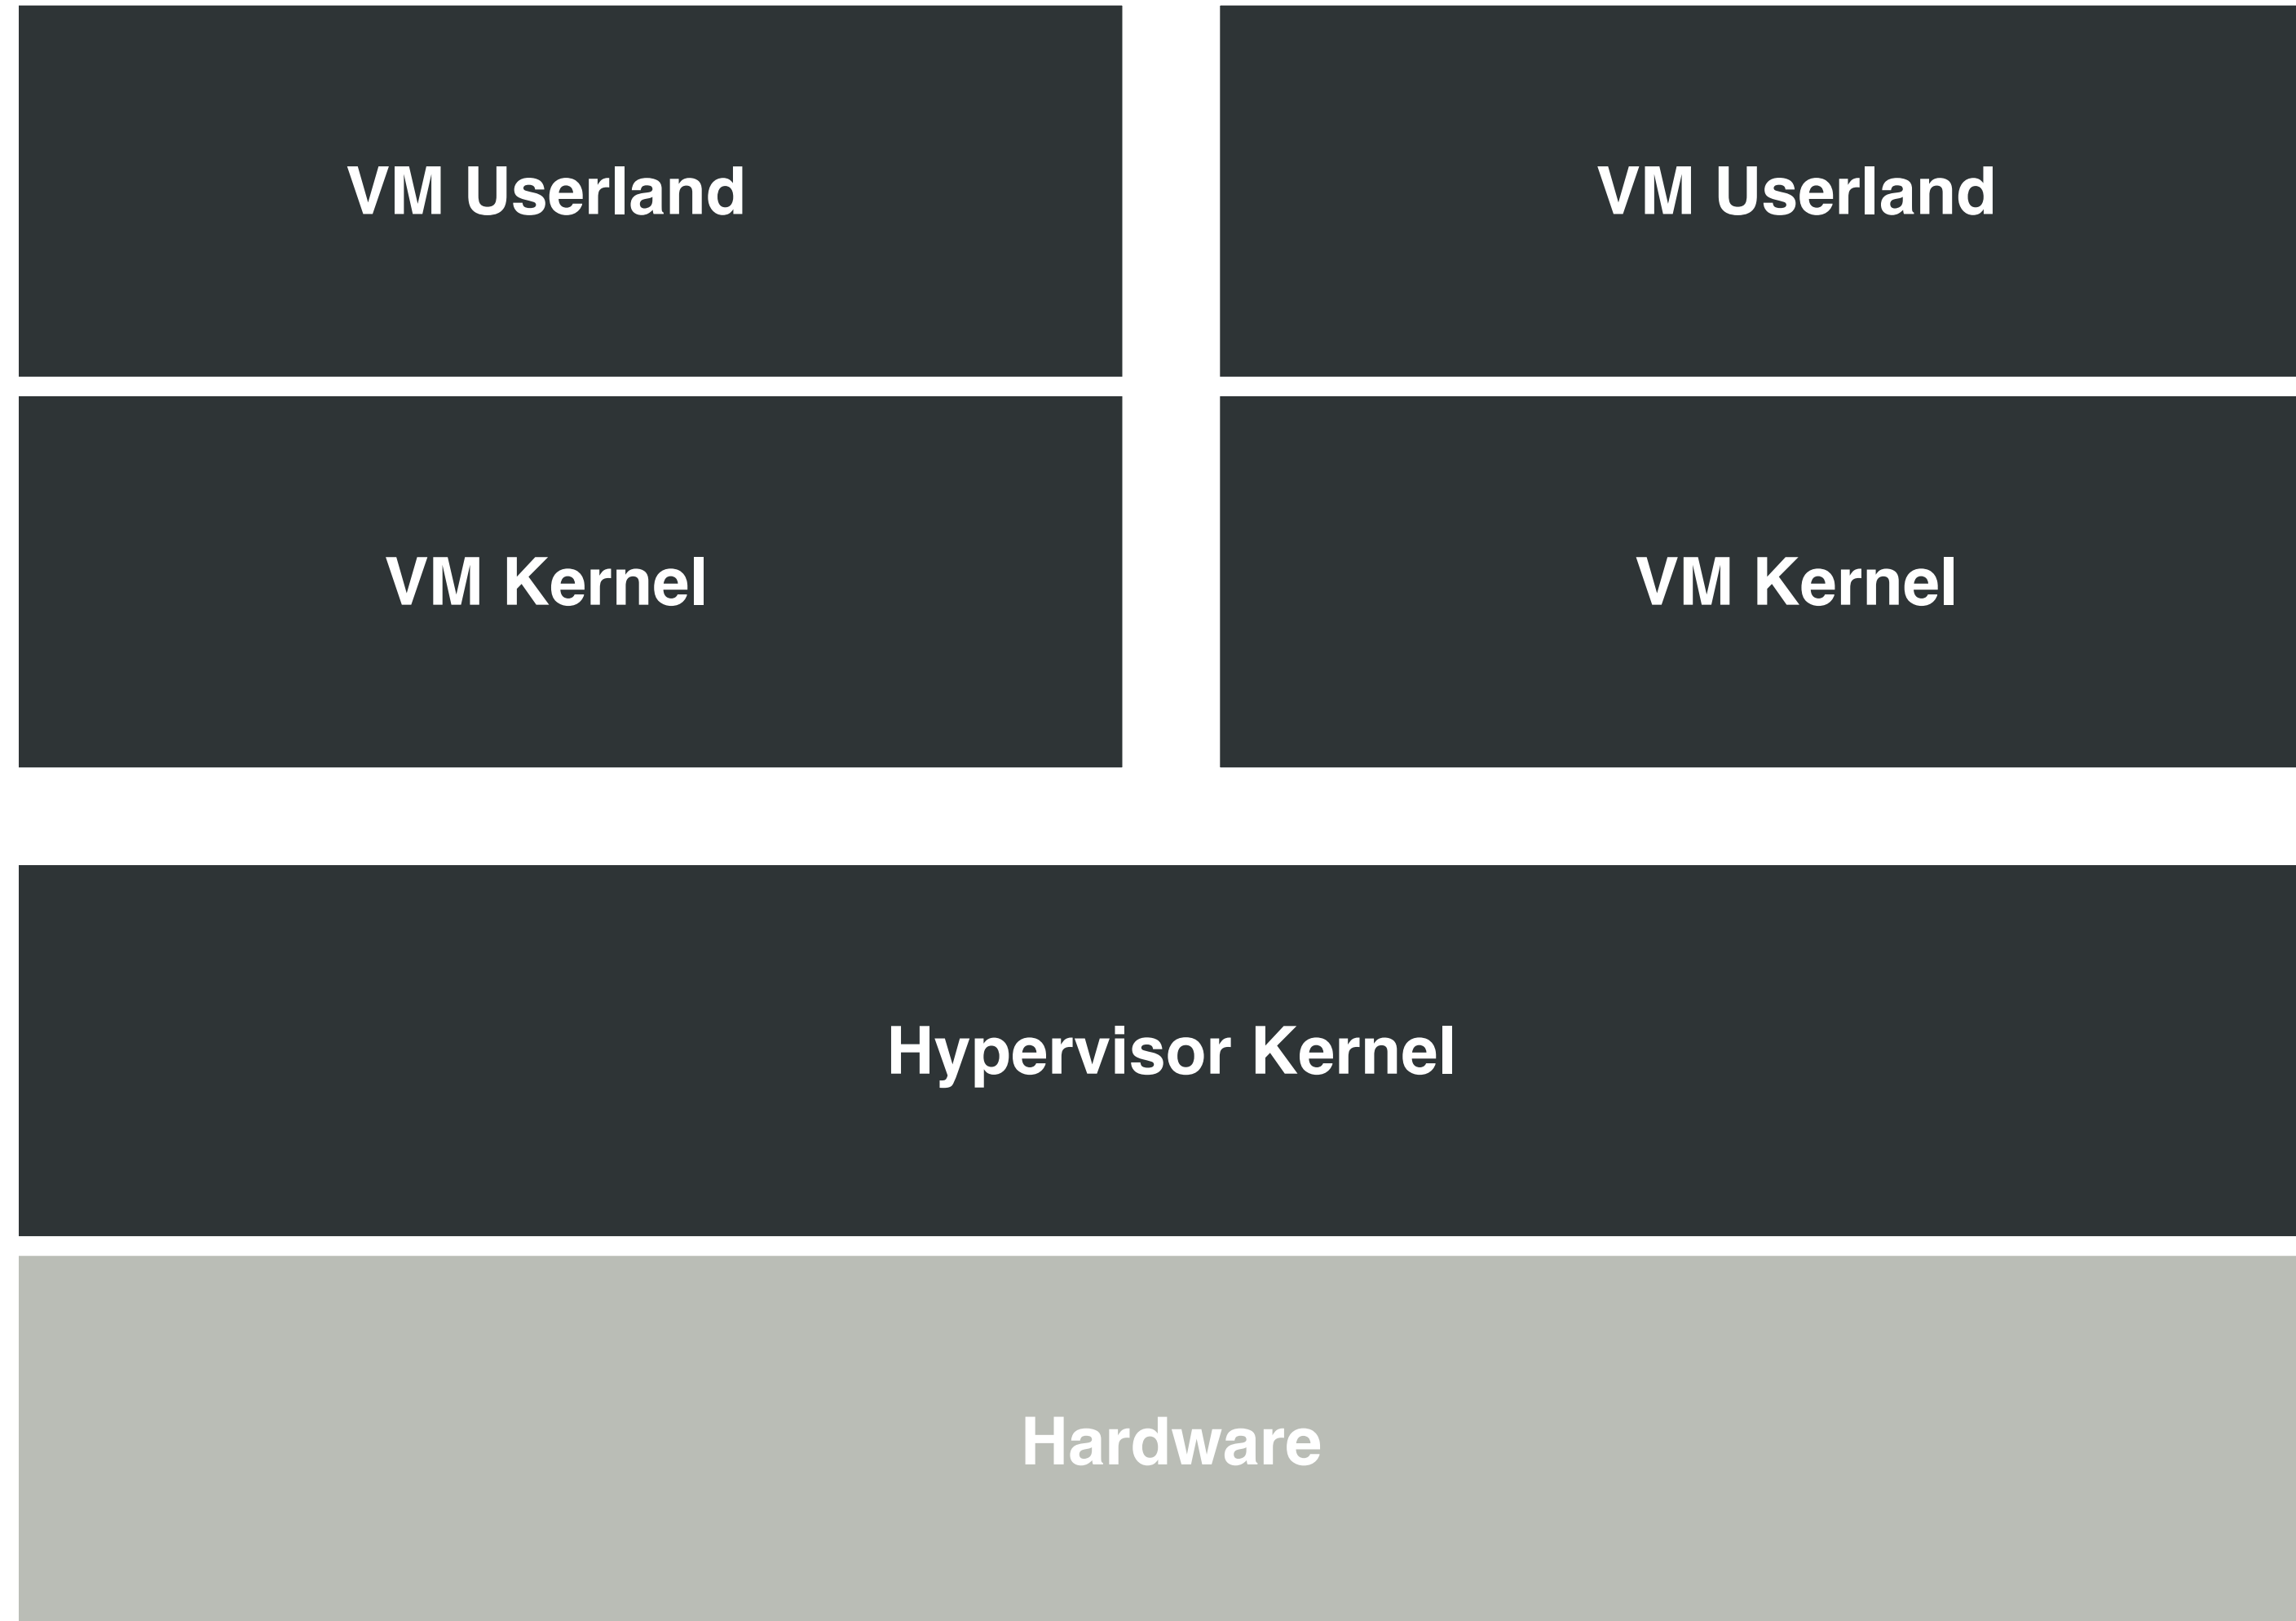 VM Userland
VM Userland
VM Kernel
VM Kernel
Hypervisor Kernel
Hardware